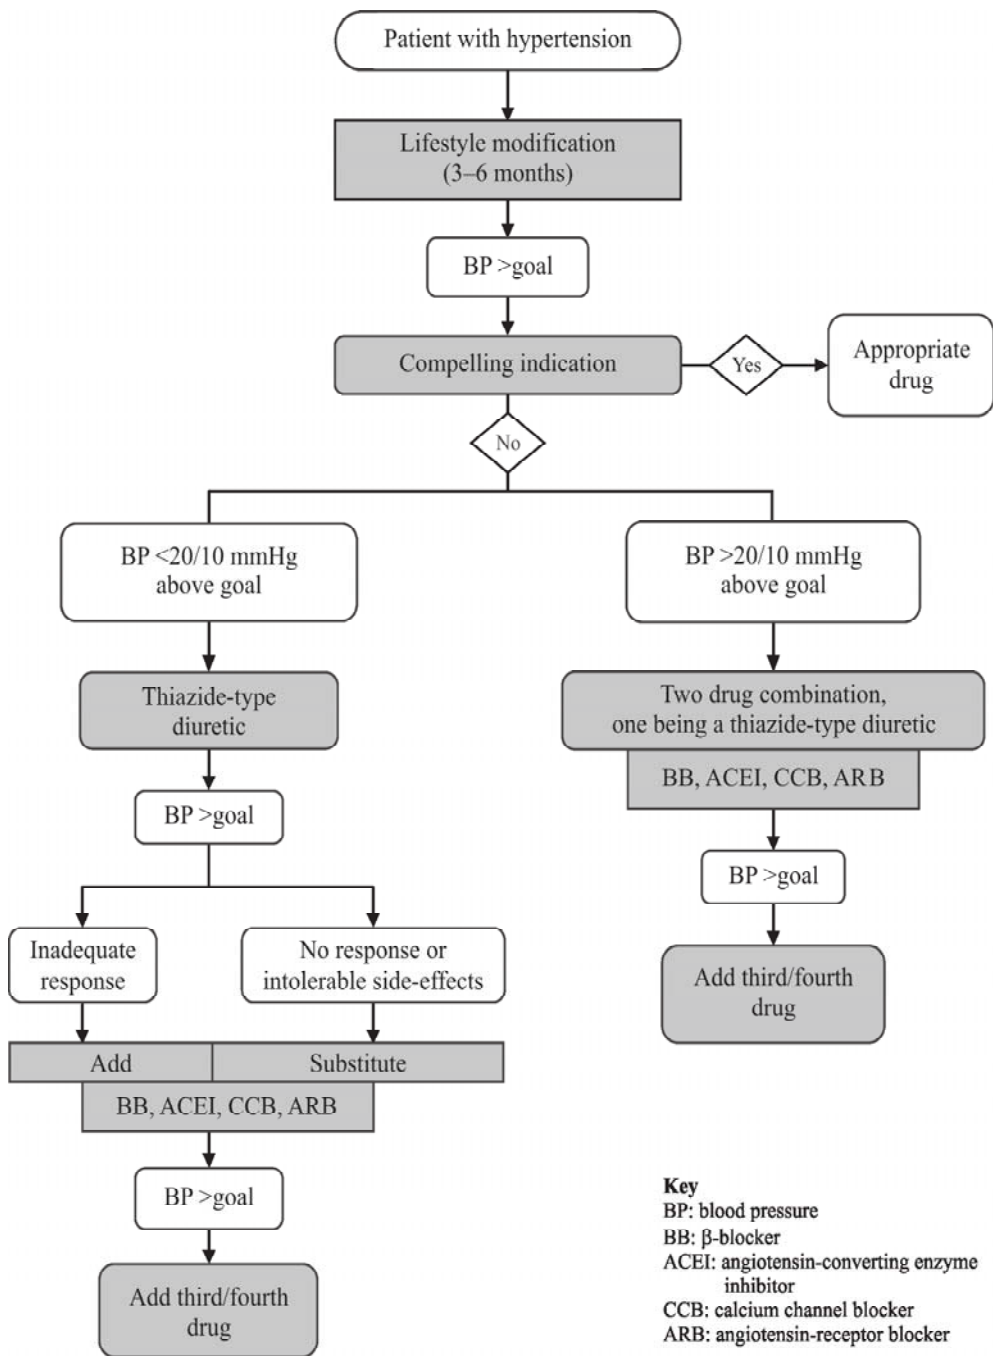 Patient with hypertension
Lifestyle modification
(3–6 months)
BP >goal
Compelling indication
Yes
Appropriate
drug
No
BP <20/10 mmHg
above goal
Thiazide-type
diuretic
BP >goal
Inadequate
response
No response or
intolerable side-effects
Add
Substitute
BB, ACEI, CCB, ARB
BP >goal
Add third/fourth
drug
BP >20/10 mmHg
above goal
Two drug combination,
one being a thiazide-type diuretic
BB, ACEI, CCB, ARB
BP >goal
Add third/fourth
drug
Key
BP: blood pressure
BB: β-blocker
ACEI: angiotensin-converting enzyme
inhibitor
CCB: calcium channel blocker
ARB: angiotensin-receptor blocker